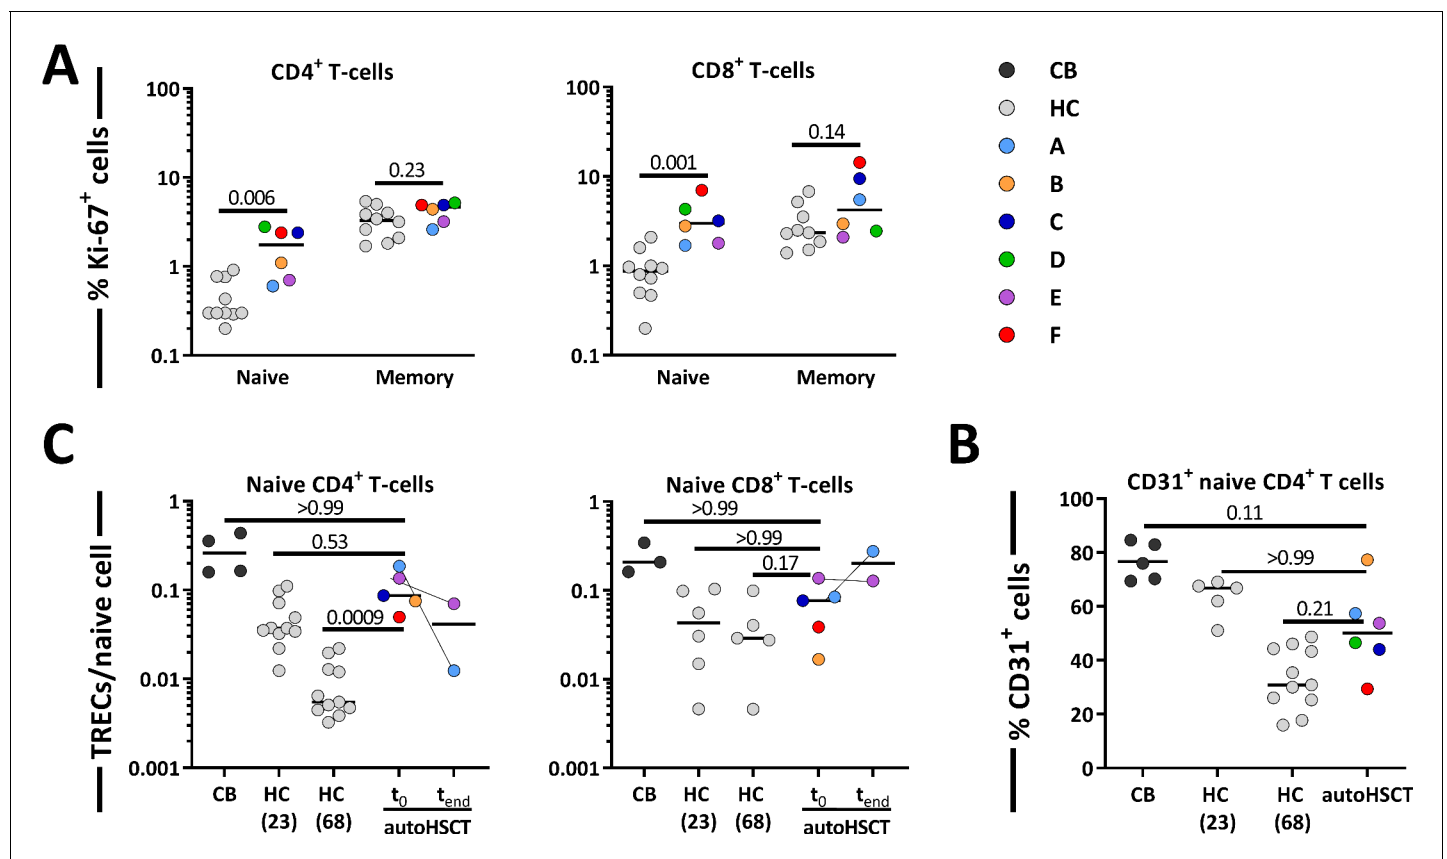 A
% Ki-67+ cells
CD4+ T-cells
100
10
1
0.1
0.006
0.23
Naive
Memory
CD8+ T-cells
100
10
1
0.1
0.001
0.14
Naive
Memory
CB
HC
A
B
C
D
E
F
C
TRECs/naive cell
Naive CD4+ T-cells
1
0.1
0.01
0.001
>0.99
0.53
0.0009
CB
HC
(23)
HC
(68)
t0
tend
autoHSCT
Naive CD8+ T-cells
1
0.1
0.01
0.001
>0.99
>0.99
0.17
CB
HC
(23)
HC
(68)
t0
tend
autoHSCT
B
% CD31+ cells
CD31+ naive CD4+ T cells
100
80
60
40
20
0
0.11
>0.99
0.21
CB
HC
(23)
HC
(68)
autoHSCT